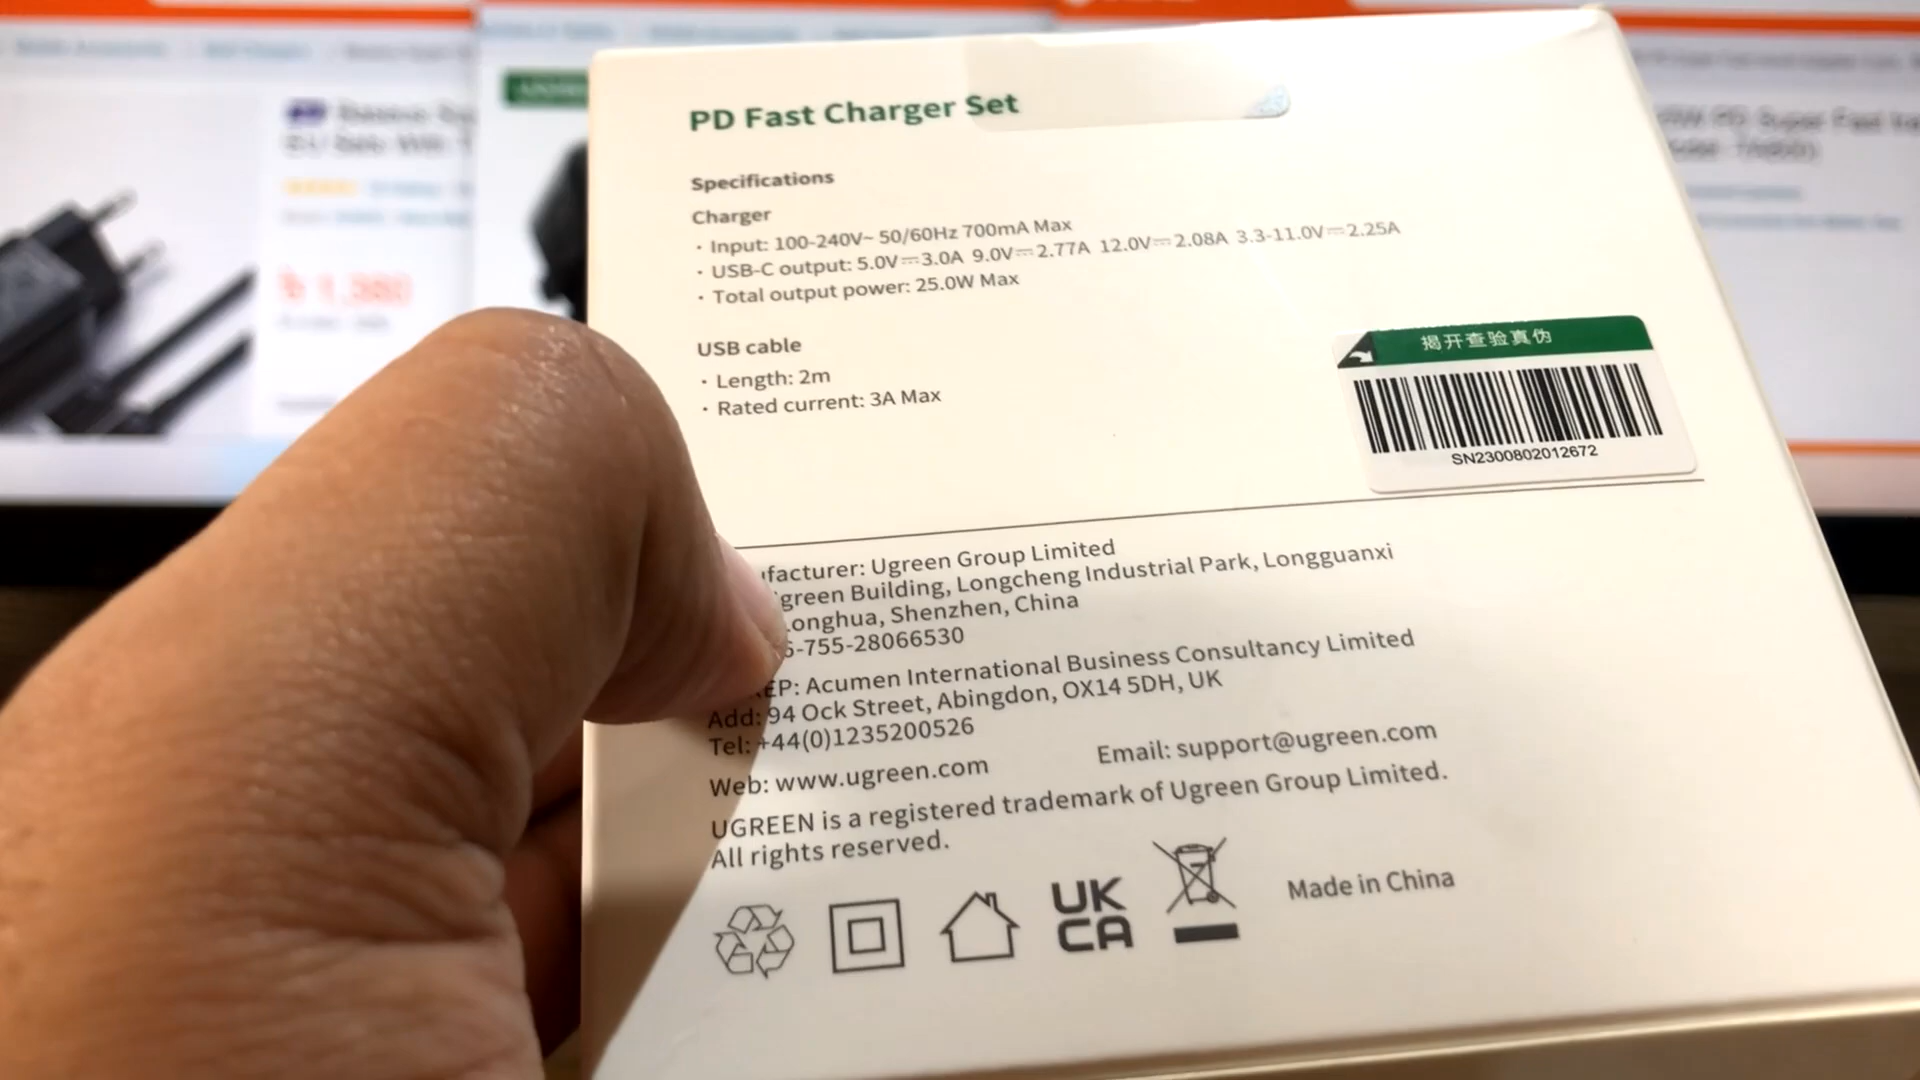 PD Fast Charger Set
Specifications
Charger
· Input: 100-240V~ 50/60Hz 700mA Max
· USB-C output: 5.0V⎓3.0A 9.0V⎓2.77A 12.0V⎓2.08A 3.3-11.0V⎓2.25A
· Total output power: 25.0W Max
USB cable
· Length: 2m
· Rated current: 3A Max
揭开查验真伪
SN2300802012672
facturer: Ugreen Group Limited
green Building, Longcheng Industrial Park, Longguanxi
onghua, Shenzhen, China
6-755-28066530
EP: Acumen International Business Consultancy Limited
Add: 94 Ock Street, Abingdon, OX14 5DH, UK
Tel: +44(0)1235200526
Web: www.ugreen.com Email: support@ugreen.com
UGREEN is a registered trademark of Ugreen Group Limited.
All rights reserved.
UK
CA
Made in China
1,380